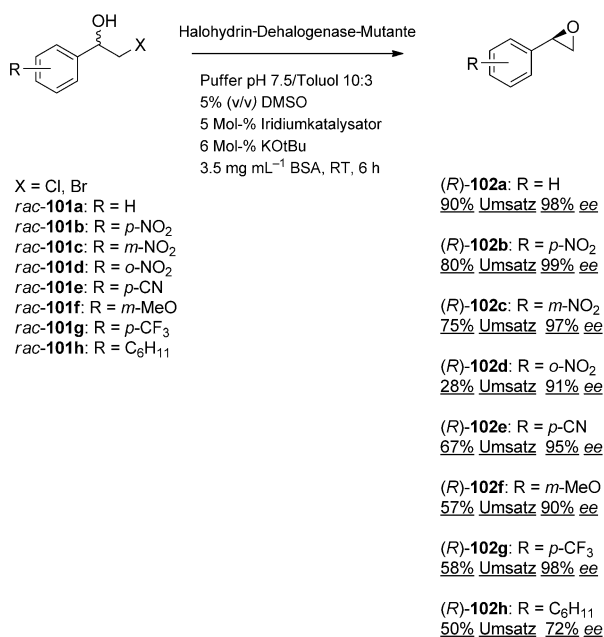 OH
X
R
Halohydrin-Dehalogenase-Mutante
Puffer pH 7.5/Toluol 10:3
5% (v/v) DMSO
5 Mol-% Iridiumkatalysator
6 Mol-% KOtBu
3.5 mg mL⁻¹ BSA, RT, 6 h
O
R
X = Cl, Br
rac-101a: R = H
rac-101b: R = p-NO₂
rac-101c: R = m-NO₂
rac-101d: R = o-NO₂
rac-101e: R = p-CN
rac-101f: R = m-MeO
rac-101g: R = p-CF₃
rac-101h: R = C₆H₁₁
(R)-102a: R = H
90% Umsatz 98% ee
(R)-102b: R = p-NO₂
80% Umsatz 99% ee
(R)-102c: R = m-NO₂
75% Umsatz 97% ee
(R)-102d: R = o-NO₂
28% Umsatz 91% ee
(R)-102e: R = p-CN
67% Umsatz 95% ee
(R)-102f: R = m-MeO
57% Umsatz 90% ee
(R)-102g: R = p-CF₃
58% Umsatz 98% ee
(R)-102h: R = C₆H₁₁
50% Umsatz 72% ee